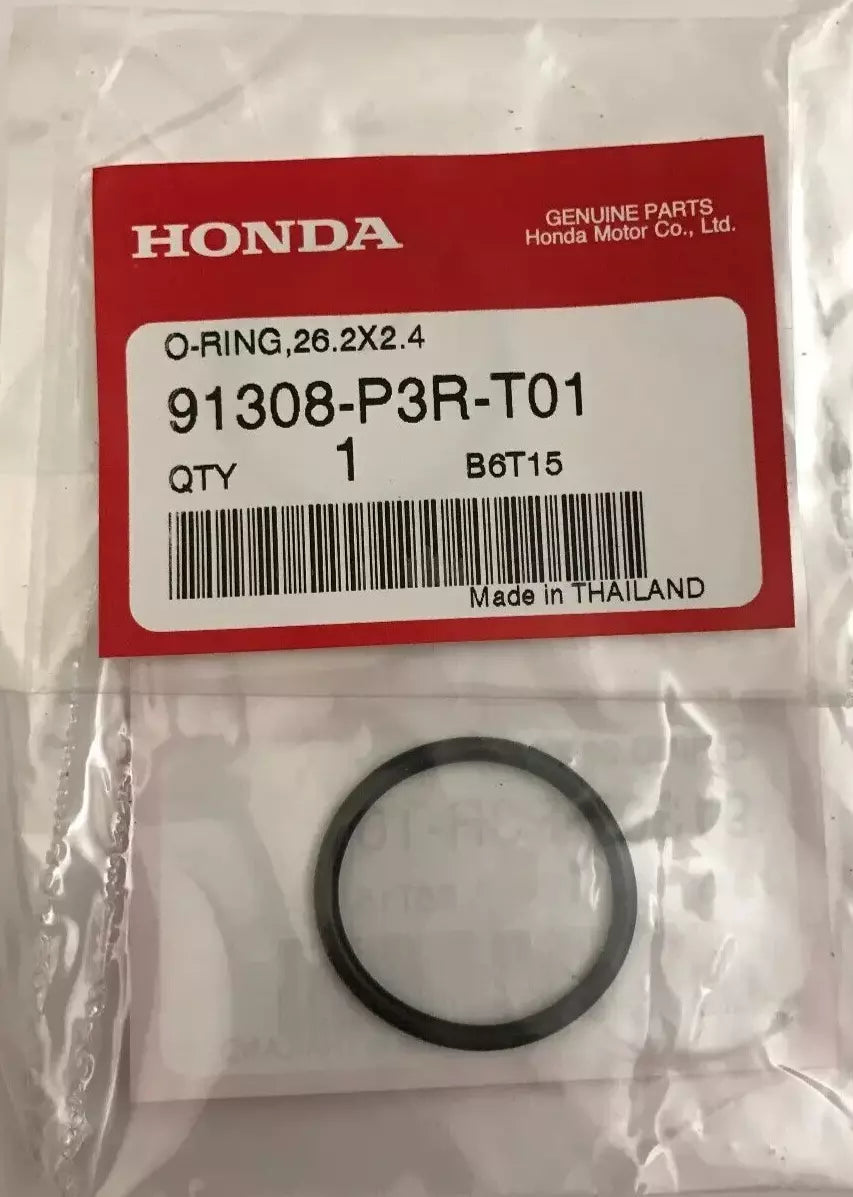 HONDA
GENUINE PARTS
Honda Motor Co., Ltd.
O-RING,26.2X2.4
91308-P3R-T01
QTY 1 B6T15
Made in THAILAND